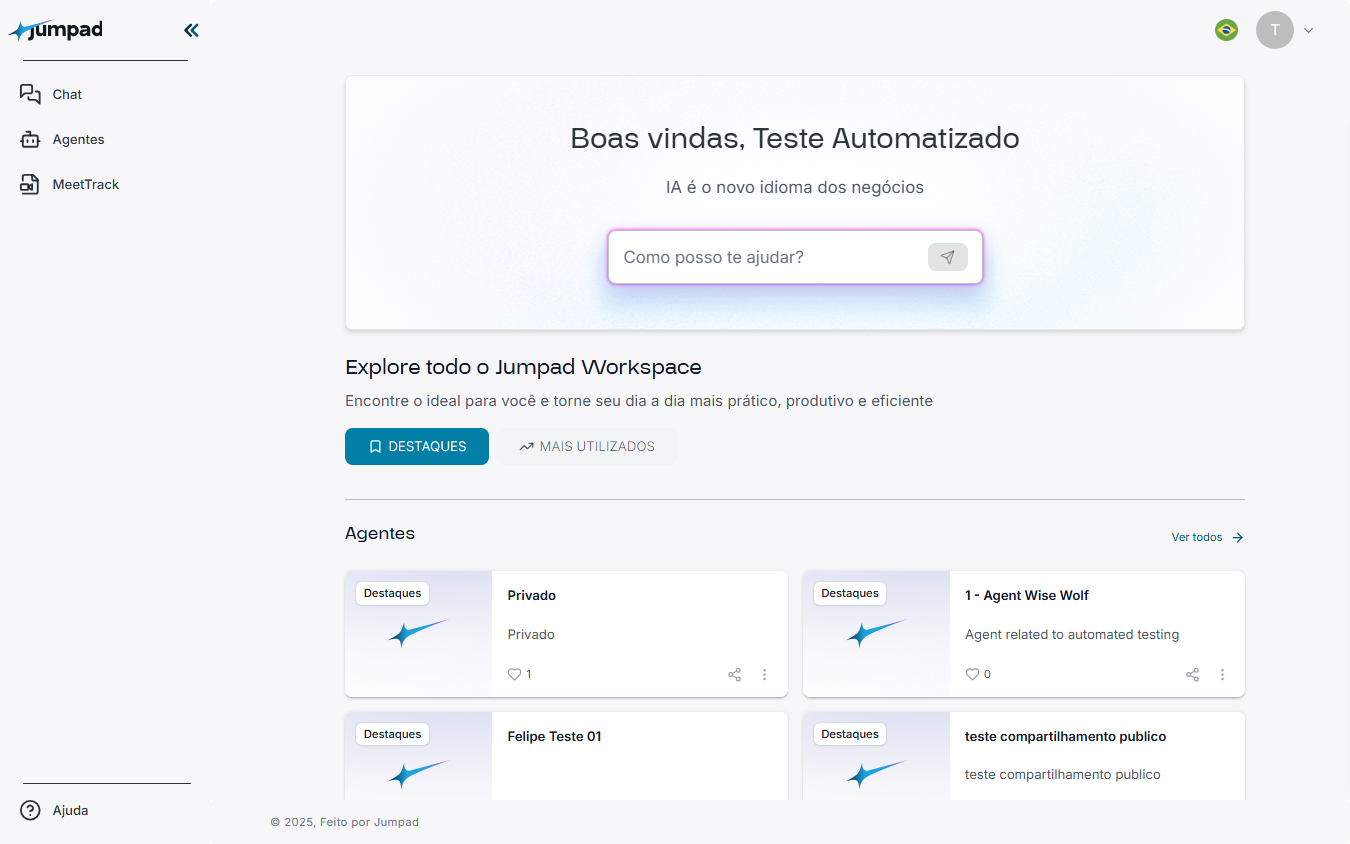 jumpad
T
Chat
Agentes
MeetTrack
Boas vindas, Teste Automatizado
IA é o novo idioma dos negócios
Como posso te ajudar?
Explore todo o Jumpad Workspace
Encontre o ideal para você e torne seu dia a dia mais prático, produtivo e eficiente
DESTAQUES
MAIS UTILIZADOS
Agentes
Ver todos
Destaques
Privado
Privado
1
Destaques
1 - Agent Wise Wolf
Agent related to automated testing
0
Destaques
Felipe Teste 01
Destaques
teste compartilhamento publico
teste compartilhamento publico
Ajuda
© 2025, Feito por Jumpad